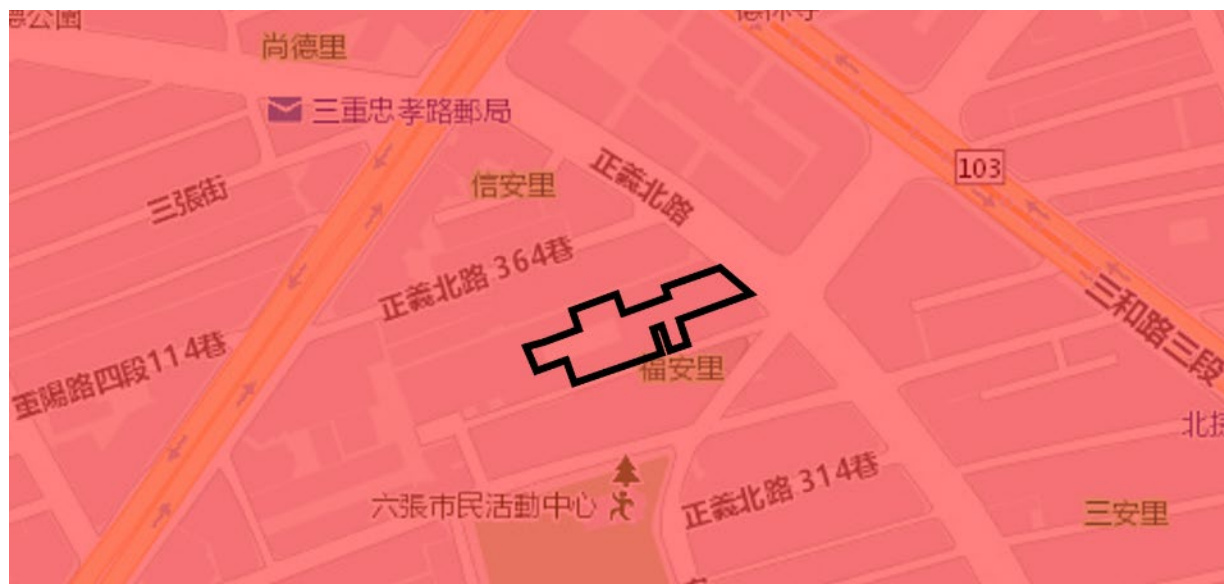 尚德里
三重忠孝路郵局
正義北路
103
信安里
三張街
正義北路 364巷
三和路三段
重陽路四段114巷
福安里
正義北路 314巷
六張市民活動中心
三安里